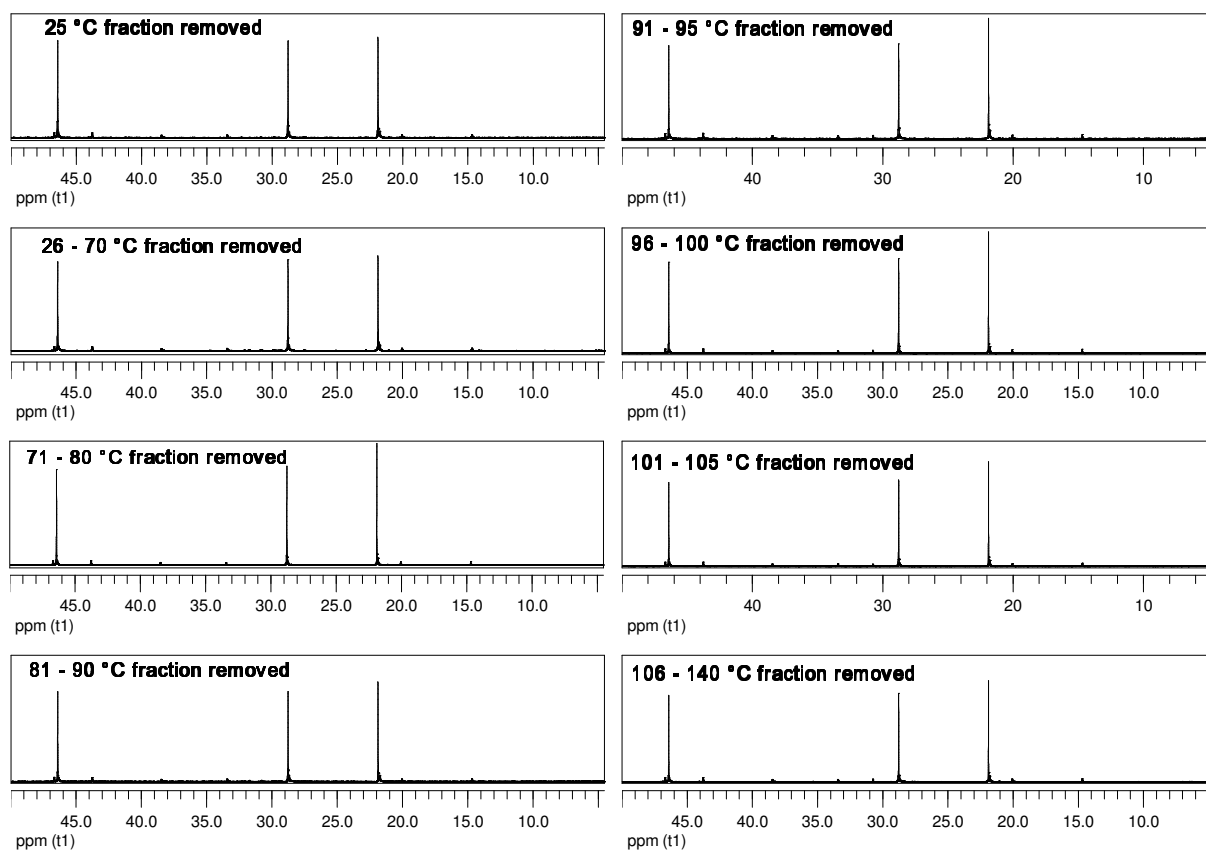 25 °C fraction removed
45.0 40.0 35.0 30.0 25.0 20.0 15.0 10.0
ppm (t1)
26 - 70 °C fraction removed
45.0 40.0 35.0 30.0 25.0 20.0 15.0 10.0
ppm (t1)
71 - 80 °C fraction removed
45.0 40.0 35.0 30.0 25.0 20.0 15.0 10.0
ppm (t1)
81 - 90 °C fraction removed
45.0 40.0 35.0 30.0 25.0 20.0 15.0 10.0
ppm (t1)
91 - 95 °C fraction removed
40 30 20 10
ppm (t1)
96 - 100 °C fraction removed
45.0 40.0 35.0 30.0 25.0 20.0 15.0 10.0
ppm (t1)
101 - 105 °C fraction removed
40 30 20 10
ppm (t1)
106 - 140 °C fraction removed
45.0 40.0 35.0 30.0 25.0 20.0 15.0 10.0
ppm (t1)